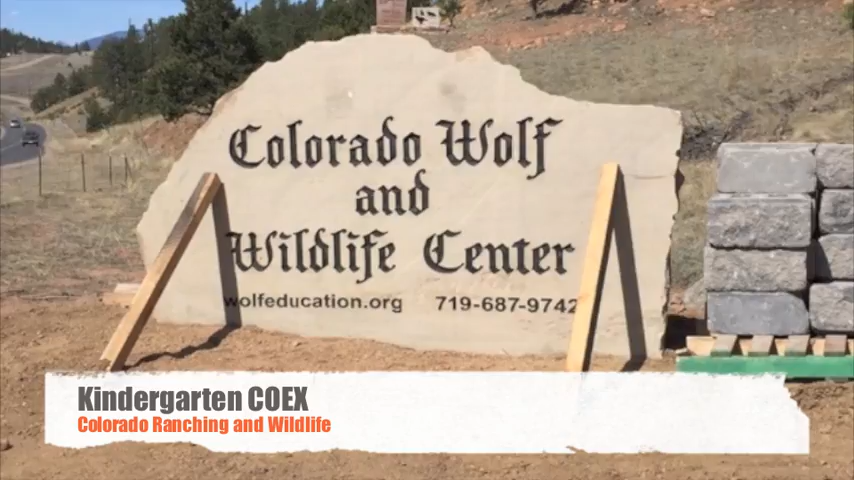 Colorado Wolf
and
Wildlife Center
wolfeducation.org 719-687-9742
Kindergarten COEX
Colorado Ranching and Wildlife